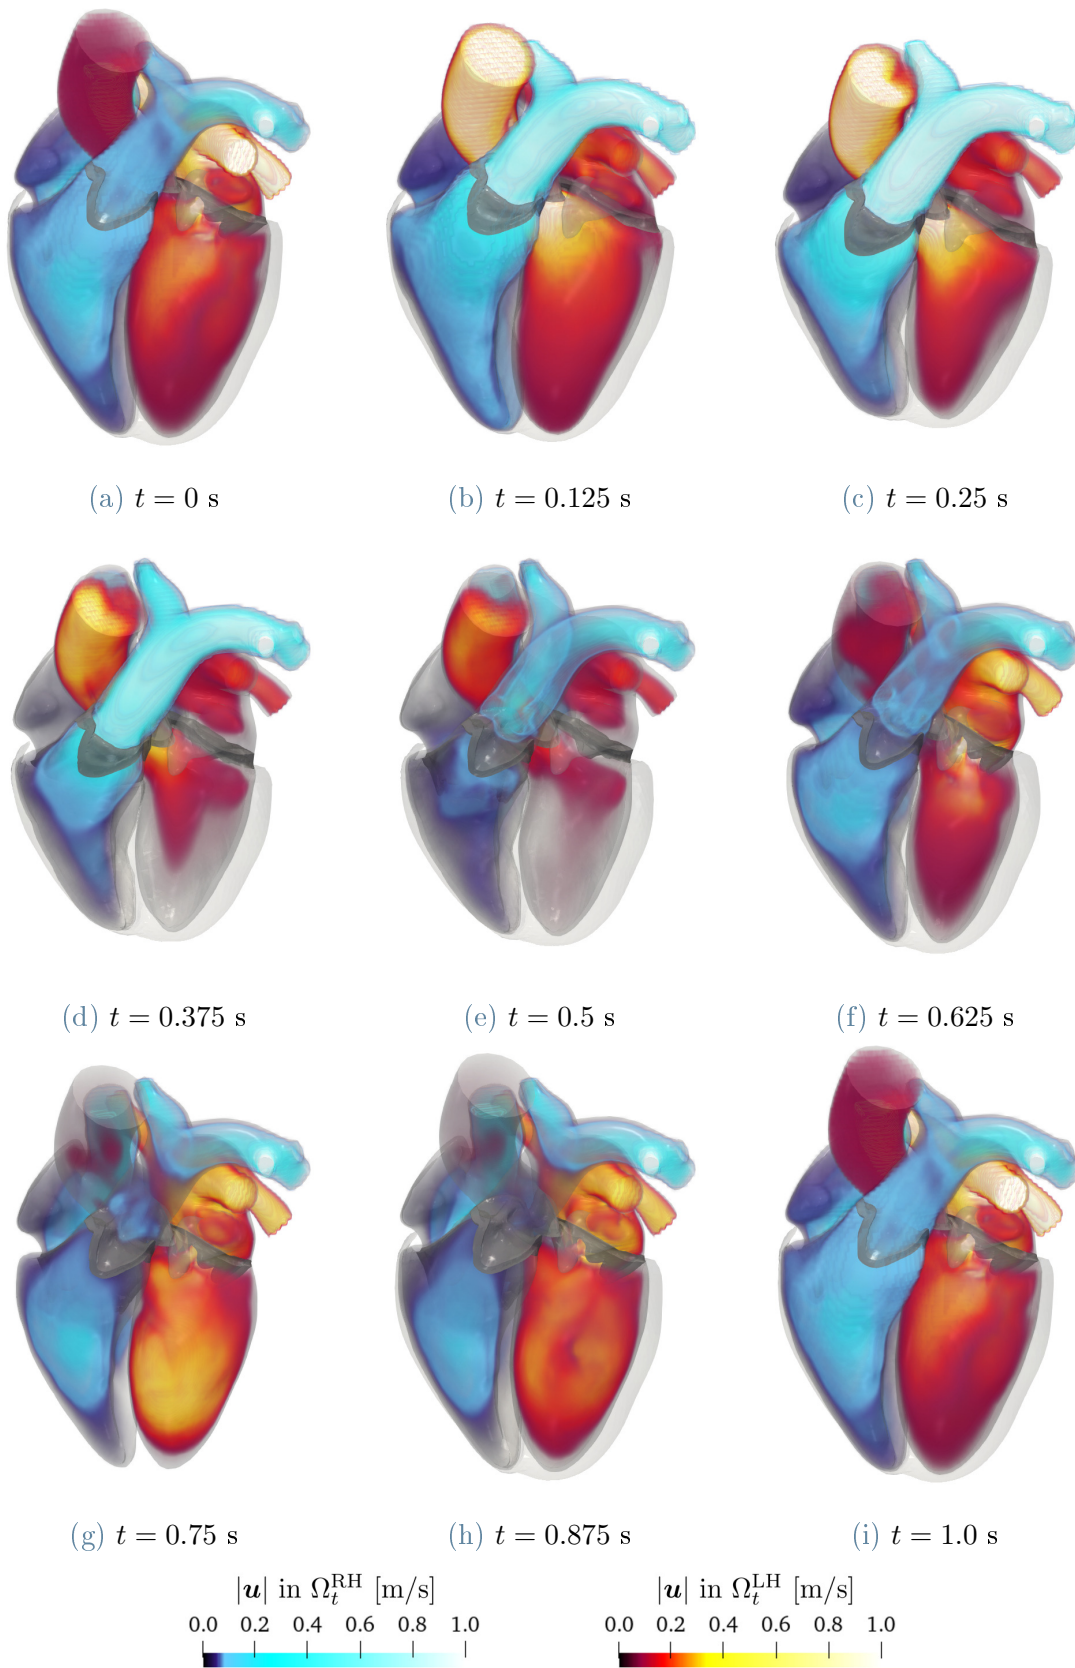 (a) t = 0 s (b) t = 0.125 s (c) t = 0.25 s
(d) t = 0.375 s (e) t = 0.5 s (f) t = 0.625 s
(g) t = 0.75 s (h) t = 0.875 s (i) t = 1.0 s
|u| in Ω_t^RH [m/s] |u| in Ω_t^LH [m/s]
0.0 0.2 0.4 0.6 0.8 1.0 0.0 0.2 0.4 0.6 0.8 1.0